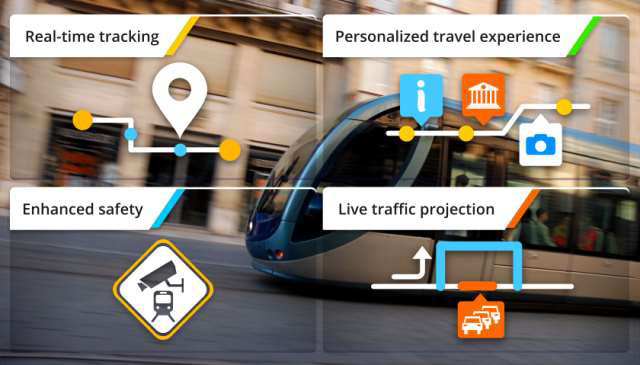 Real-time tracking
Personalized travel experience
Enhanced safety
Live traffic projection